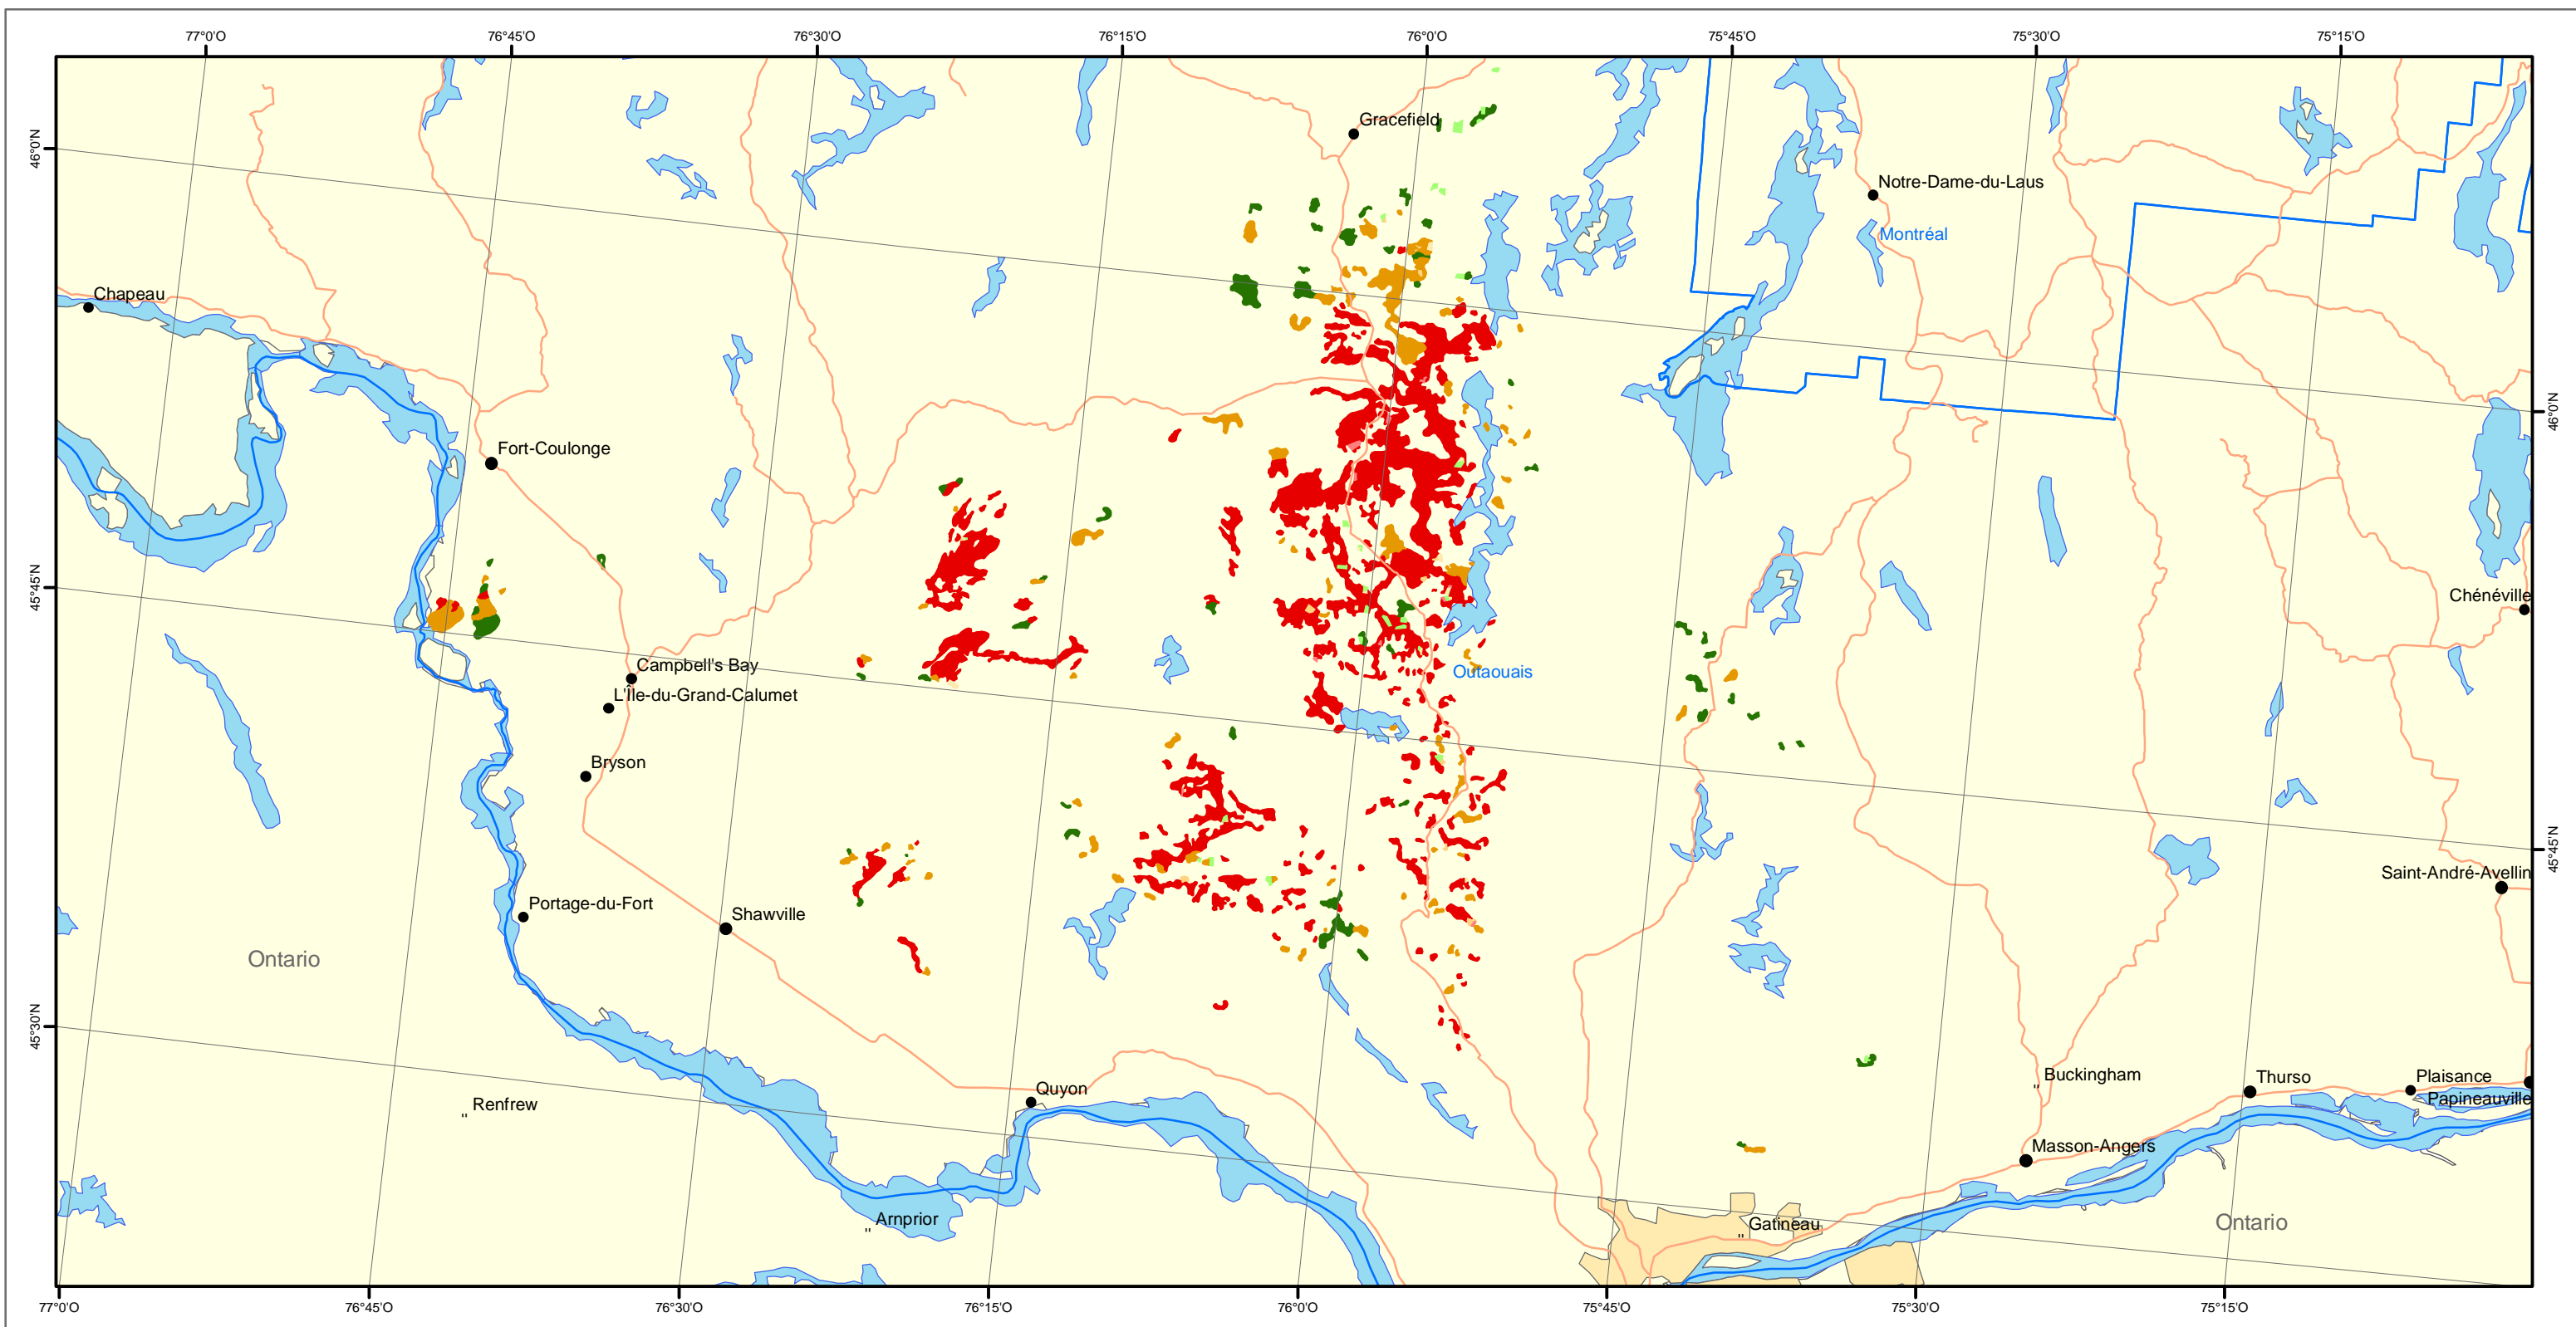 77°0'O
76°45'O
76°30'O
76°15'O
76°0'O
75°45'O
75°30'O
75°15'O
Gracefield
46°0'N
Notre-Dame-du-Laus
Montréal
Chapeau
46°0'N
Fort-Coulonge
45°45'N
Chénéville
Campbell's Bay
Outaouais
L'Île-du-Grand-Calumet
Bryson
45°45'N
Saint-André-Avellin
Portage-du-Fort
Shawville
Ontario
45°30'N
Buckingham
Thurso
Plaisance
Quyon
Papineauville
Renfrew
Masson-Angers
Arnprior
Gatineau
Ontario
77°0'O
76°45'O
76°30'O
76°15'O
76°0'O
75°45'O
75°30'O
75°15'O